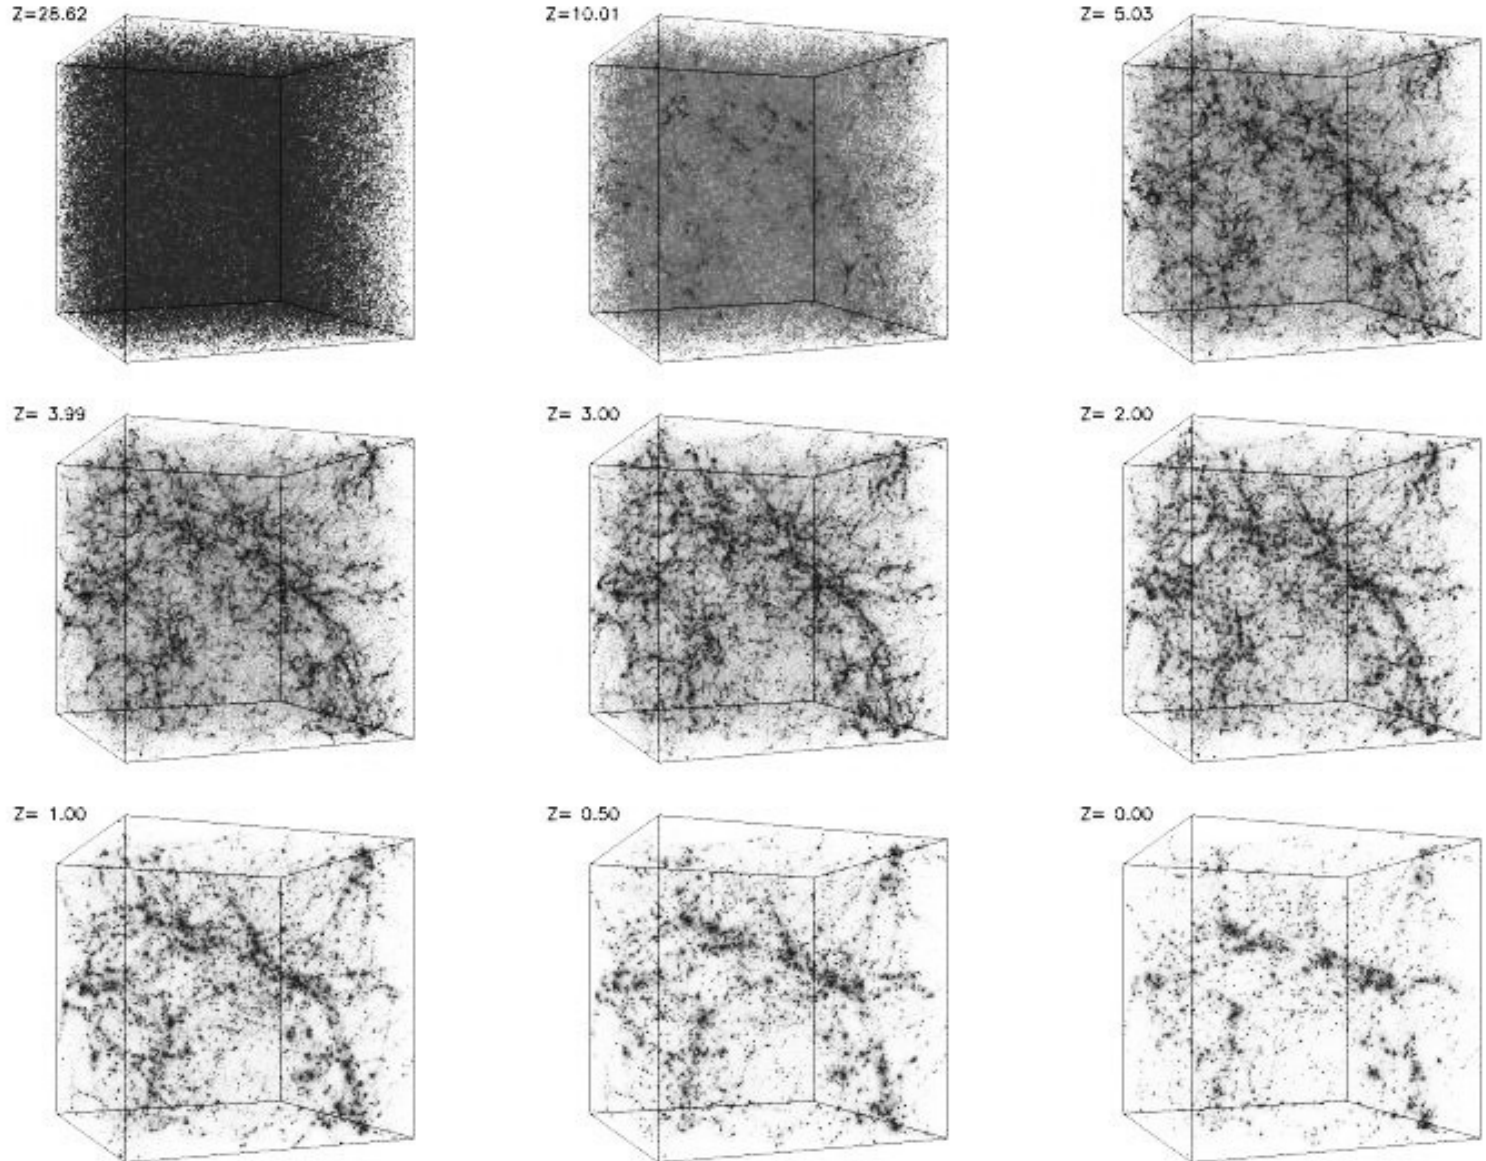 Z=28.62
Z=10.01
Z= 5.03
Z= 3.99
Z= 3.00
Z= 2.00
Z= 1.00
Z= 0.50
Z= 0.00